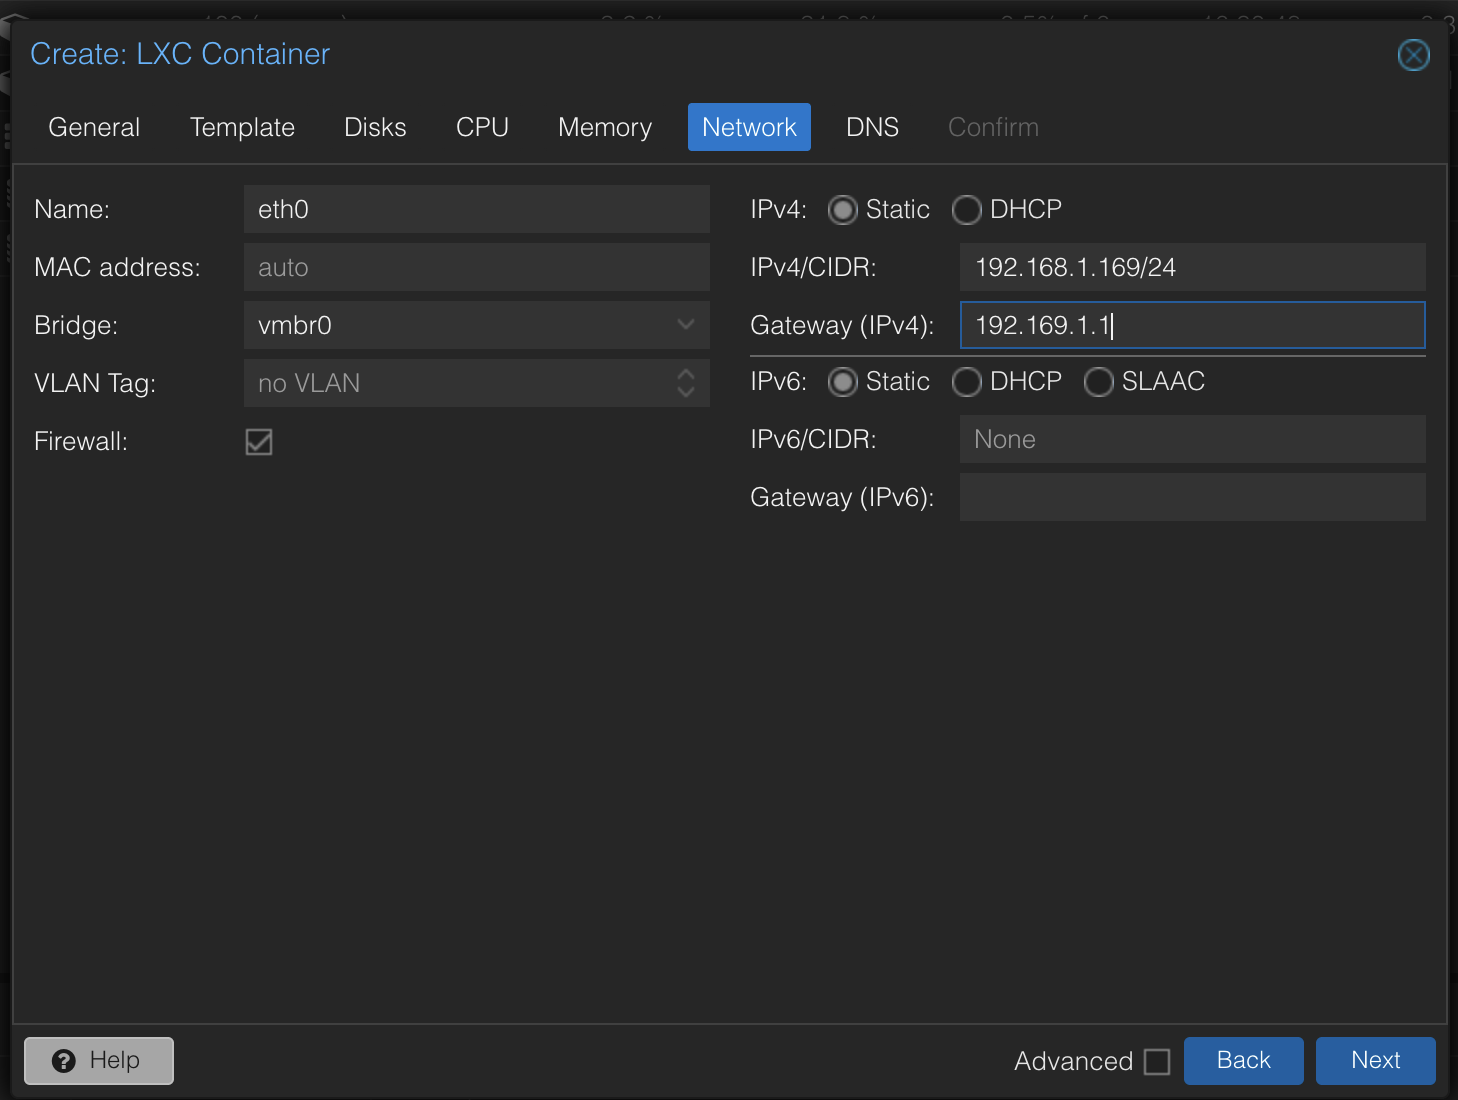 Create: LXC Container
General Template Disks CPU Memory Network DNS Confirm
Name: eth0
MAC address: auto
Bridge: vmbr0
VLAN Tag: no VLAN
Firewall:
IPv4: Static DHCP
IPv4/CIDR: 192.168.1.169/24
Gateway (IPv4): 192.169.1.1
IPv6: Static DHCP SLAAC
IPv6/CIDR: None
Gateway (IPv6):
? Help
Advanced Back Next